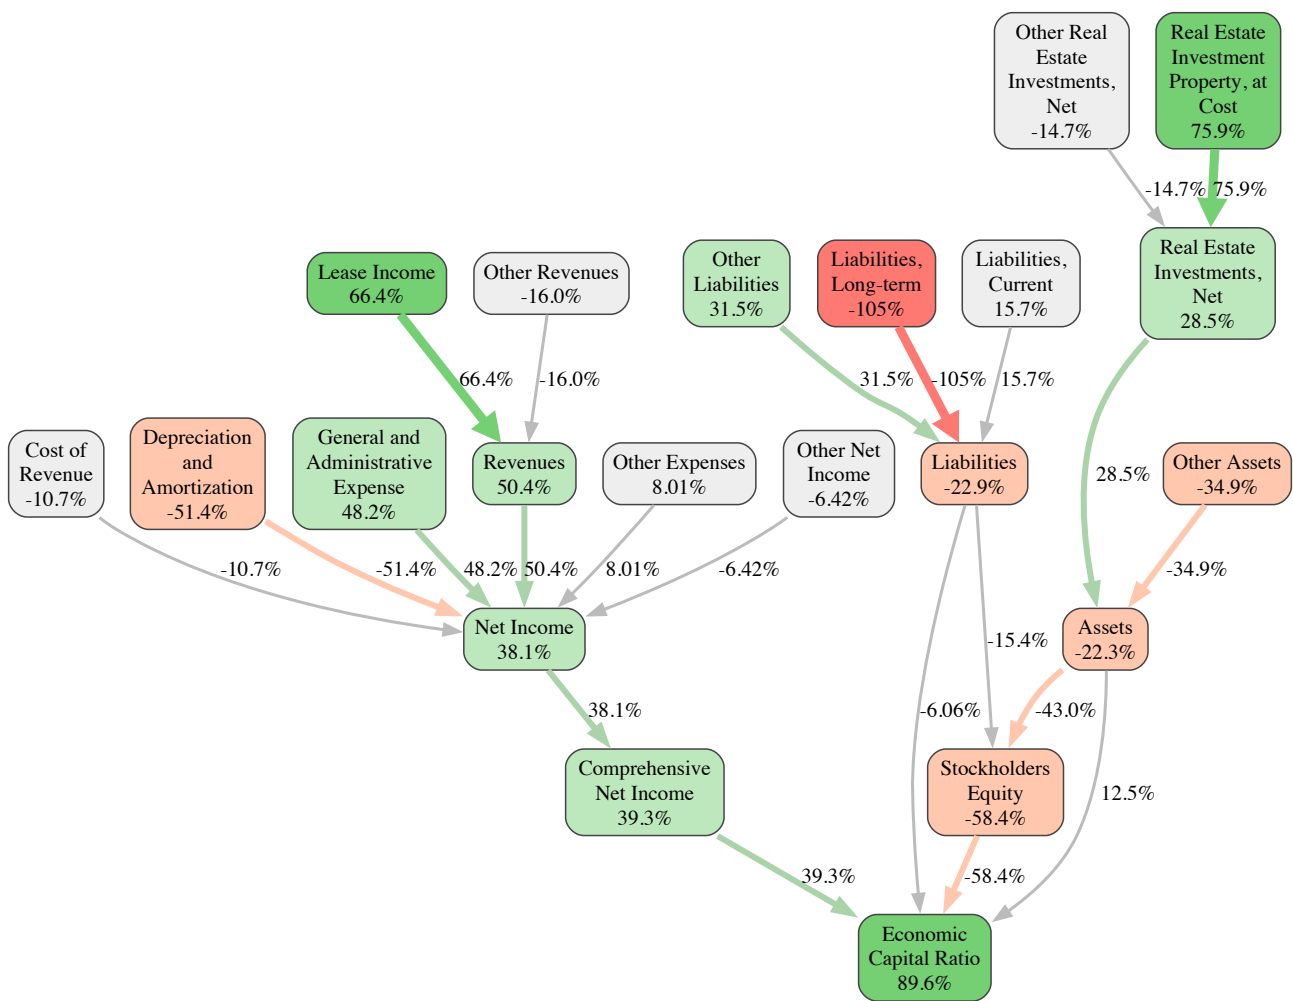 Other Real
Estate
Investments,
Net
-14.7%
Real Estate
Investment
Property, at
Cost
75.9%
-14.7%
75.9%
Lease Income
66.4%
Other Revenues
-16.0%
Other
Liabilities
31.5%
Liabilities,
Long-term
-105%
Liabilities,
Current
15.7%
Real Estate
Investments,
Net
28.5%
66.4%
-16.0%
31.5%
-105%
15.7%
28.5%
Cost of
Revenue
-10.7%
Depreciation
and
Amortization
-51.4%
General and
Administrative
Expense
48.2%
Revenues
50.4%
Other Expenses
8.01%
Other Net
Income
-6.42%
Liabilities
-22.9%
Other Assets
-34.9%
-10.7%
-51.4%
48.2%
50.4%
8.01%
-6.42%
-34.9%
Net Income
38.1%
Assets
-22.3%
-15.4%
38.1%
-6.06%
-43.0%
Comprehensive
Net Income
39.3%
Stockholders
Equity
-58.4%
12.5%
39.3%
-58.4%
Economic
Capital Ratio
89.6%